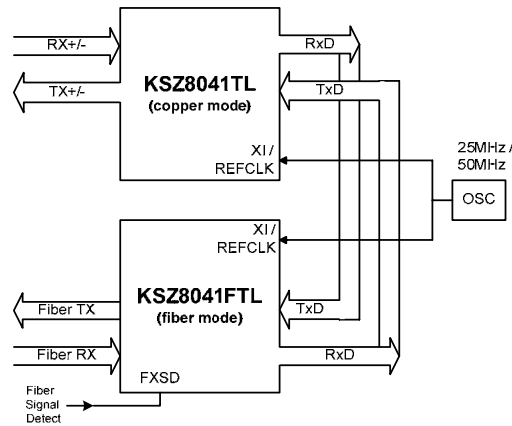 RX+/-
TX+/-
KSZ8041TL
(copper mode)
RxD
TxD
XI /
REFCLK
25MHz /
50MHz
OSC
XI /
REFCLK
KSZ8041FTL
(fiber mode)
Fiber TX
Fiber RX
TxD
RxD
FXSD
Fiber
Signal
Detect